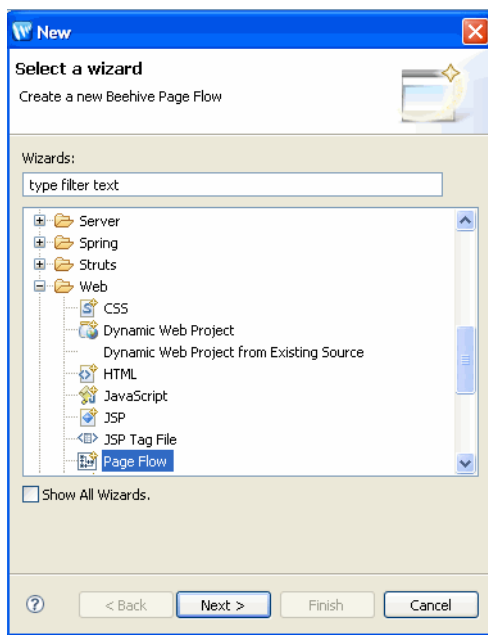 New
Select a wizard
Create a new Beehive Page Flow
Wizards:
type filter text
Server
Spring
Struts
Web
CSS
Dynamic Web Project
Dynamic Web Project from Existing Source
HTML
JavaScript
JSP
JSP Tag File
Page Flow
Show All Wizards.
< Back Next > Finish Cancel